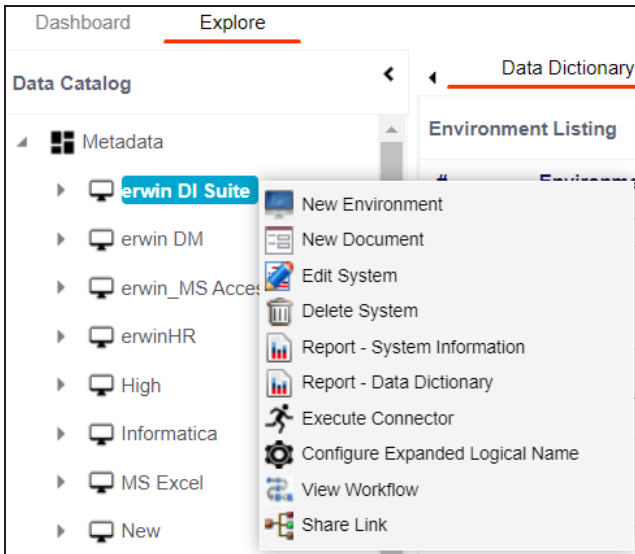 Dashboard Explore
Data Catalog
Data Dictionary
Metadata
Environment Listing
erwin DI Suite
#
New Environment
erwin DM
New Document
Edit System
erwin_MS Acces
Delete System
erwinHR
Report - System Information
High
Report - Data Dictionary
Execute Connector
Informatica
Configure Expanded Logical Name
MS Excel
View Workflow
New
Share Link